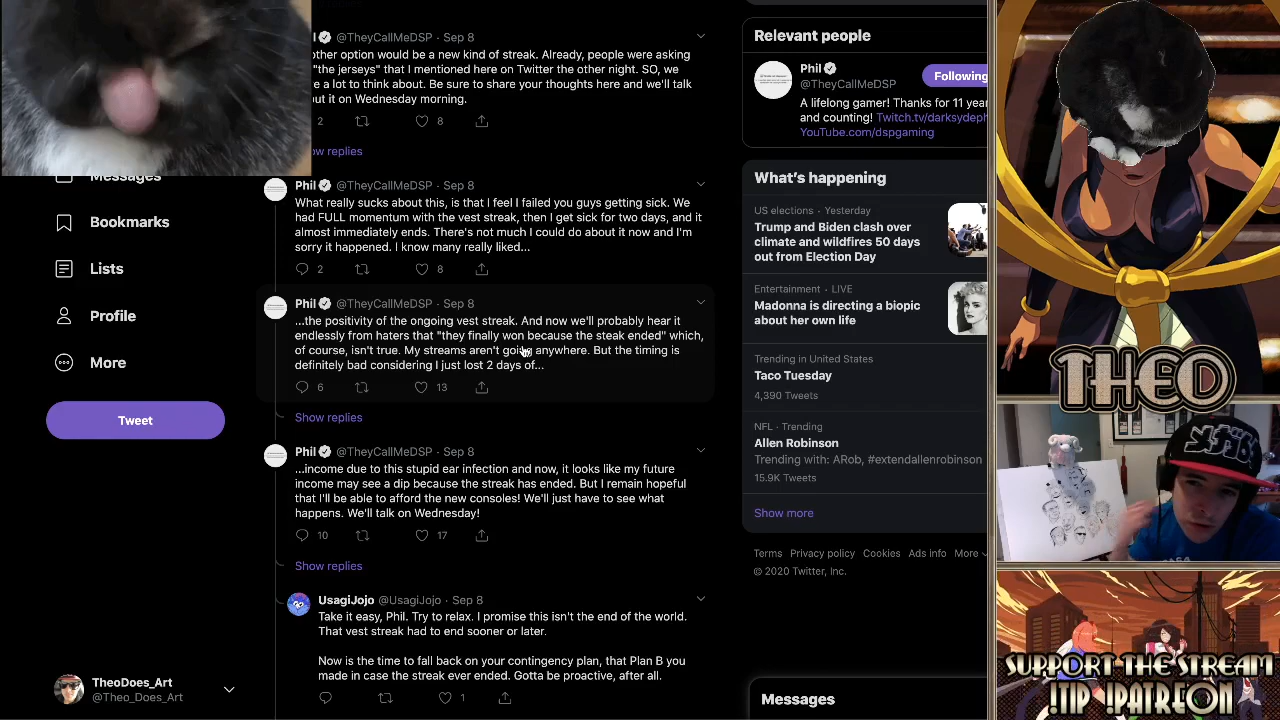 hil @TheyCallMeDSP · Sep 8
other option would be a new kind of streak. Already, people were asking
"the jerseys" that I mentioned here on Twitter the other night. SO, we
e a lot to think about. Be sure to share your thoughts here and we'll talk
ut it on Wednesday morning.
2 8
ow replies
Messages
Bookmarks
Lists
Profile
More
Tweet
TheoDoes_Art
@Theo_Does_Art
Phil @TheyCallMeDSP · Sep 8
What really sucks about this, is that I feel I failed you guys getting sick. We
had FULL momentum with the vest streak, then I get sick for two days, and it
almost immediately ends. There's not much I could do about it now and I'm
sorry it happened. I know many really liked...
2 8
Phil @TheyCallMeDSP · Sep 8
...the positivity of the ongoing vest streak. And now we'll probably hear it
endlessly from haters that "they finally won because the steak ended" which,
of course, isn't true. My streams aren't going anywhere. But the timing is
definitely bad considering I just lost 2 days of...
6 13
Show replies
Phil @TheyCallMeDSP · Sep 8
...income due to this stupid ear infection and now, it looks like my future
income may see a dip because the streak has ended. But I remain hopeful
that I'll be able to afford the new consoles! We'll just have to see what
happens. We'll talk on Wednesday!
10 17
Show replies
UsagiJojo @UsagiJojo · Sep 8
Take it easy, Phil. Try to relax. I promise this isn't the end of the world.
That vest streak had to end sooner or later.
Now is the time to fall back on your contingency plan, that Plan B you
made in case the streak ever ended. Gotta be proactive, after all.
1
Relevant people
Phil
@TheyCallMeDSP
Following
A lifelong gamer! Thanks for 11 year
and counting! Twitch.tv/darksydeph
YouTube.com/dspgaming
What's happening
US elections · Yesterday
Trump and Biden clash over
climate and wildfires 50 days
out from Election Day
Entertainment · LIVE
Madonna is directing a biopic
about her own life
Trending in United States
Taco Tuesday
4,390 Tweets
NFL · Trending
Allen Robinson
Trending with: ARob, #extendallenrobinson
15.9K Tweets
Show more
Terms Privacy policy Cookies Ads info More
© 2020 Twitter, Inc.
Messages
THEO
SUPPORT THE STREAM
!TIP !PATREON